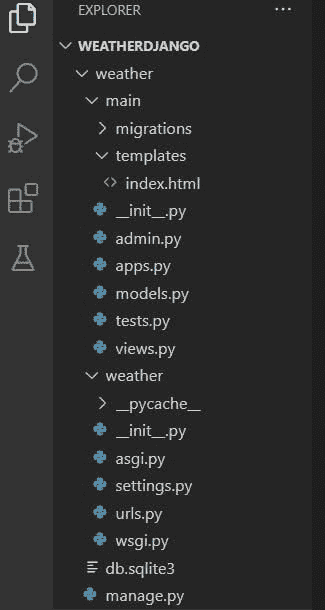 EXPLORER
WEATHERDJANGO
weather
main
migrations
templates
index.html
__init__.py
admin.py
apps.py
models.py
tests.py
views.py
weather
__pycache__
__init__.py
asgi.py
settings.py
urls.py
wsgi.py
db.sqlite3
manage.py